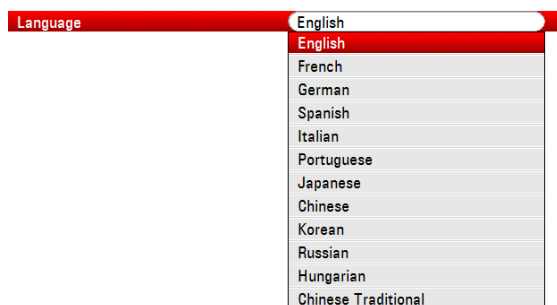 Language English
English
French
German
Spanish
Italian
Portuguese
Japanese
Chinese
Korean
Russian
Hungarian
Chinese Traditional